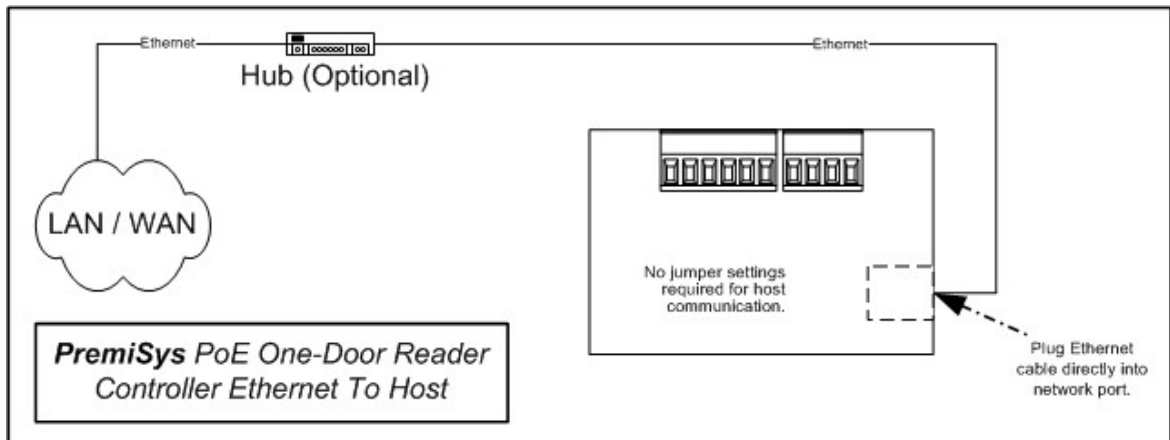 Ethernet
Ethernet
Hub (Optional)
LAN / WAN
No jumper settings
required for host
communication.
Plug Ethernet
cable directly into
network port.
PremiSys PoE One-Door Reader
Controller Ethernet To Host